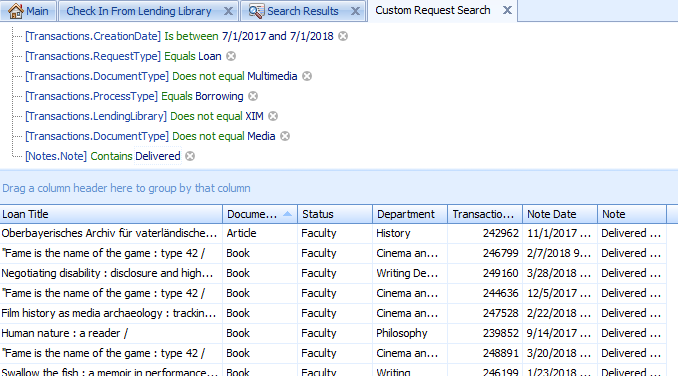 Main Check In From Lending Library Search Results Custom Request Search
[Transactions.CreationDate] Is between 7/1/2017 and 7/1/2018
[Transactions.RequestType] Equals Loan
[Transactions.DocumentType] Does not equal Multimedia
[Transactions.ProcessType] Equals Borrowing
[Transactions.LendingLibrary] Does not equal XIM
[Transactions.DocumentType] Does not equal Media
[Notes.Note] Contains Delivered
Drag a column header here to group by that column
Loan Title Docume... Status Department Transactio... Note Date Note
Oberbayerisches Archiv für vaterländische... Article Faculty History 242962 11/1/2017 ... Delivered ...
"Fame is the name of the game : type 42 / Book Faculty Cinema an... 246799 2/7/2018 9... Delivered ...
Negotiating disability : disclosure and high... Book Faculty Writing De... 249160 3/28/2018 ... Delivered ...
"Fame is the name of the game : type 42 / Book Faculty Cinema an... 244636 12/5/2017 ... Delivered ...
Film history as media archaeology : trackin... Book Faculty Cinema an... 247528 2/22/2018 ... Delivered ...
Human nature : a reader / Book Faculty Philosophy 239852 9/14/2017 ... Delivered ...
"Fame is the name of the game : type 42 / Book Faculty Cinema an... 248891 3/20/2018 ... Delivered ...
Swallow the fish : a memoir in performance... Book Faculty Writing 246199 1/23/2018 ... Delivered ...